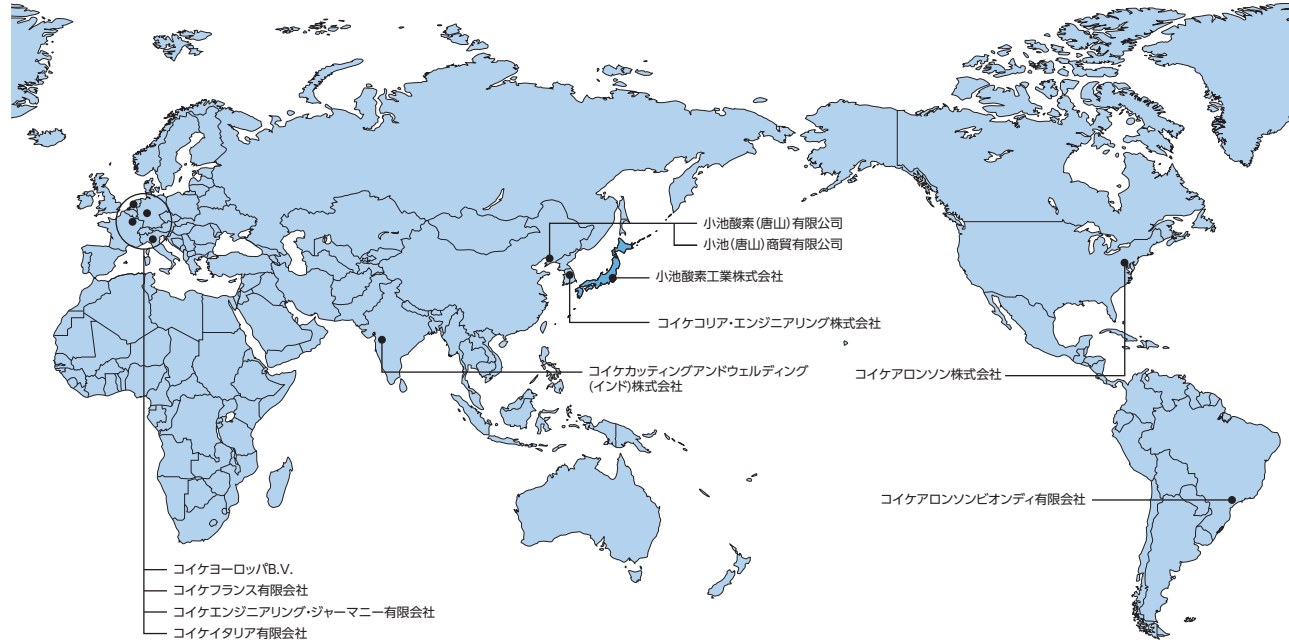 小池酸素(唐山)有限公司
小池(唐山)商貿有限公司
小池酸素工業株式会社
コイケコリア・エンジニアリング株式会社
コイケカッティングアンドウェルディング
(インド)株式会社
コイケアロンソン株式会社
コイケアロンソンビオンディ有限会社
コイケヨーロッパB.V.
コイケフランス有限会社
コイケエンジニアリング・ジャーマニー有限会社
コイケイタリア有限会社